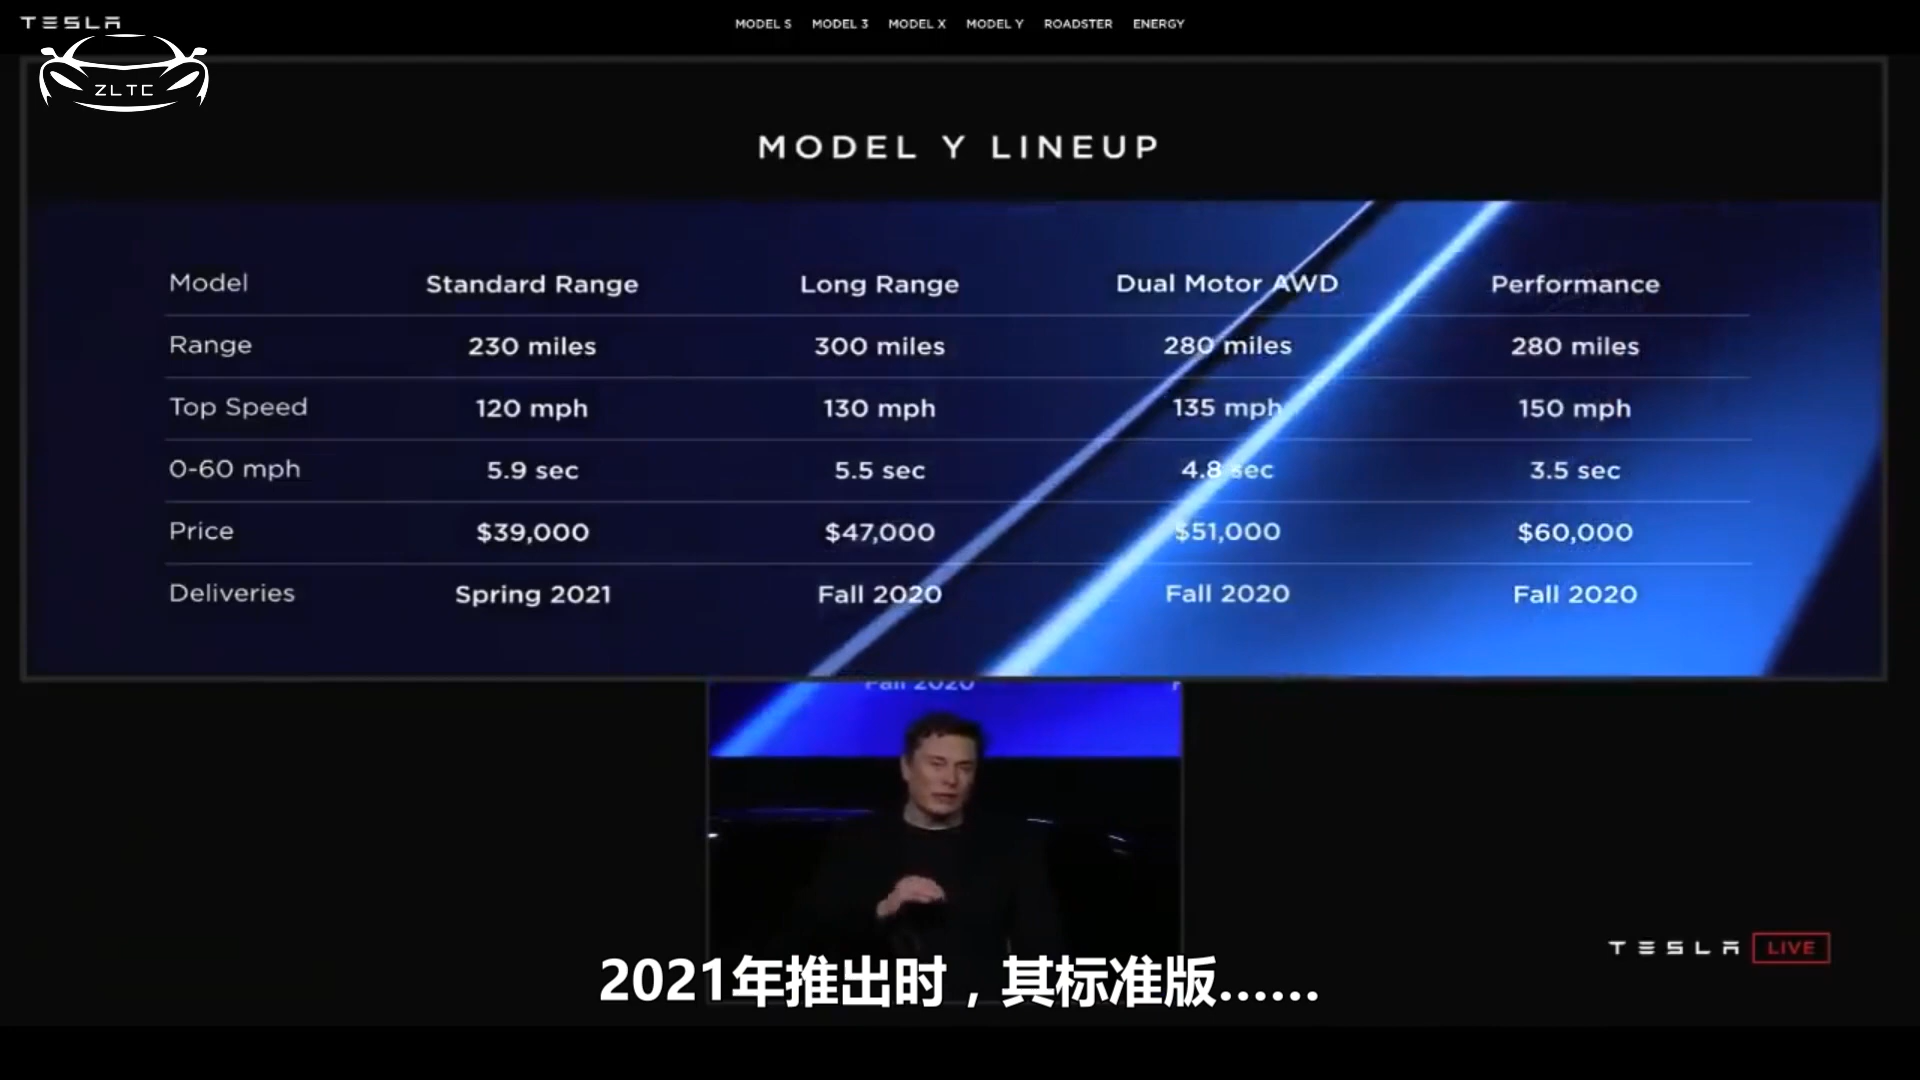 TESLA
MODEL S MODEL 3 MODEL X MODEL Y ROADSTER ENERGY
ZLTC
MODEL Y LINEUP
Model Standard Range Long Range Dual Motor AWD Performance
Range 230 miles 300 miles 280 miles 280 miles
Top Speed 120 mph 130 mph 135 mph 150 mph
0-60 mph 5.9 sec 5.5 sec 4.8 sec 3.5 sec
Price $39,000 $47,000 $51,000 $60,000
Deliveries Spring 2021 Fall 2020 Fall 2020 Fall 2020
Fall 2020
TESLA LIVE
2021年推出时，其标准版……